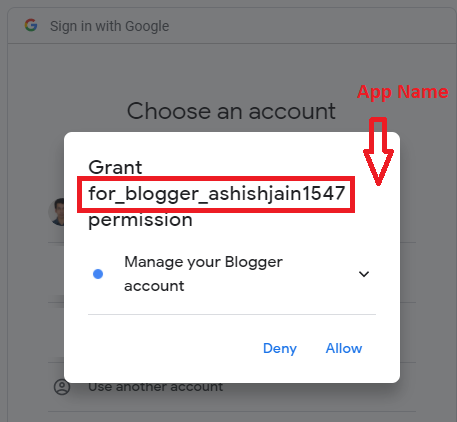 Sign in with Google
App Name
Choose an account
Grant
for_blogger_ashishjain1547
permission
Manage your Blogger
account
Deny Allow
Use another account